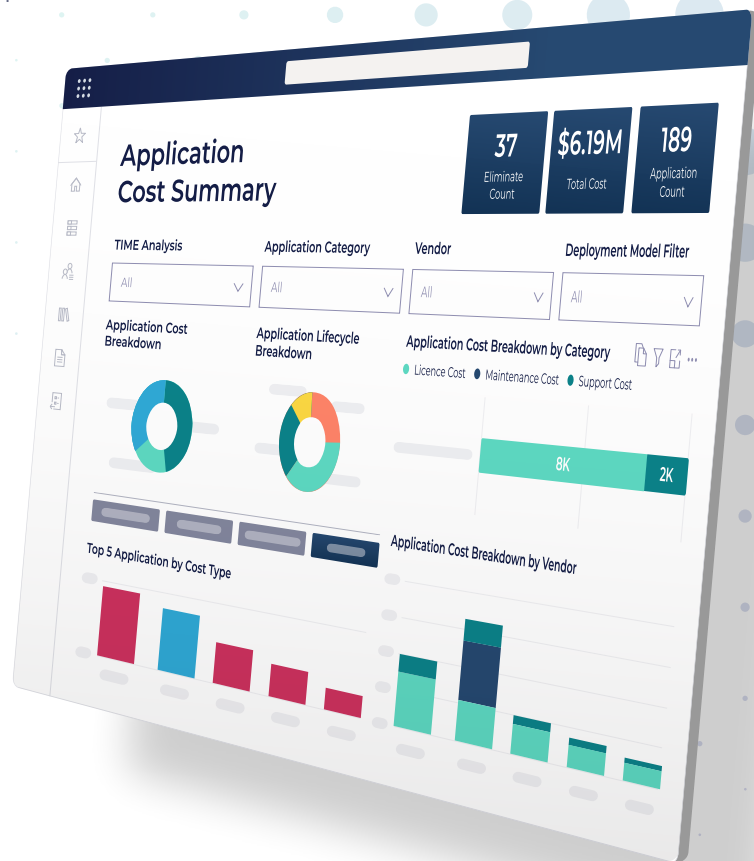 Application
Cost Summary
37
Eliminate
Count
$6.19M
Total Cost
189
Application
Count
TIME Analysis
Application Category
Vendor
Deployment Model Filter
All
All
All
All
Application Cost
Breakdown
Application Lifecycle
Breakdown
Application Cost Breakdown by Category
Licence Cost
Maintenance Cost
Support Cost
8K
2K
Top 5 Application by Cost Type
Application Cost Breakdown by Vendor